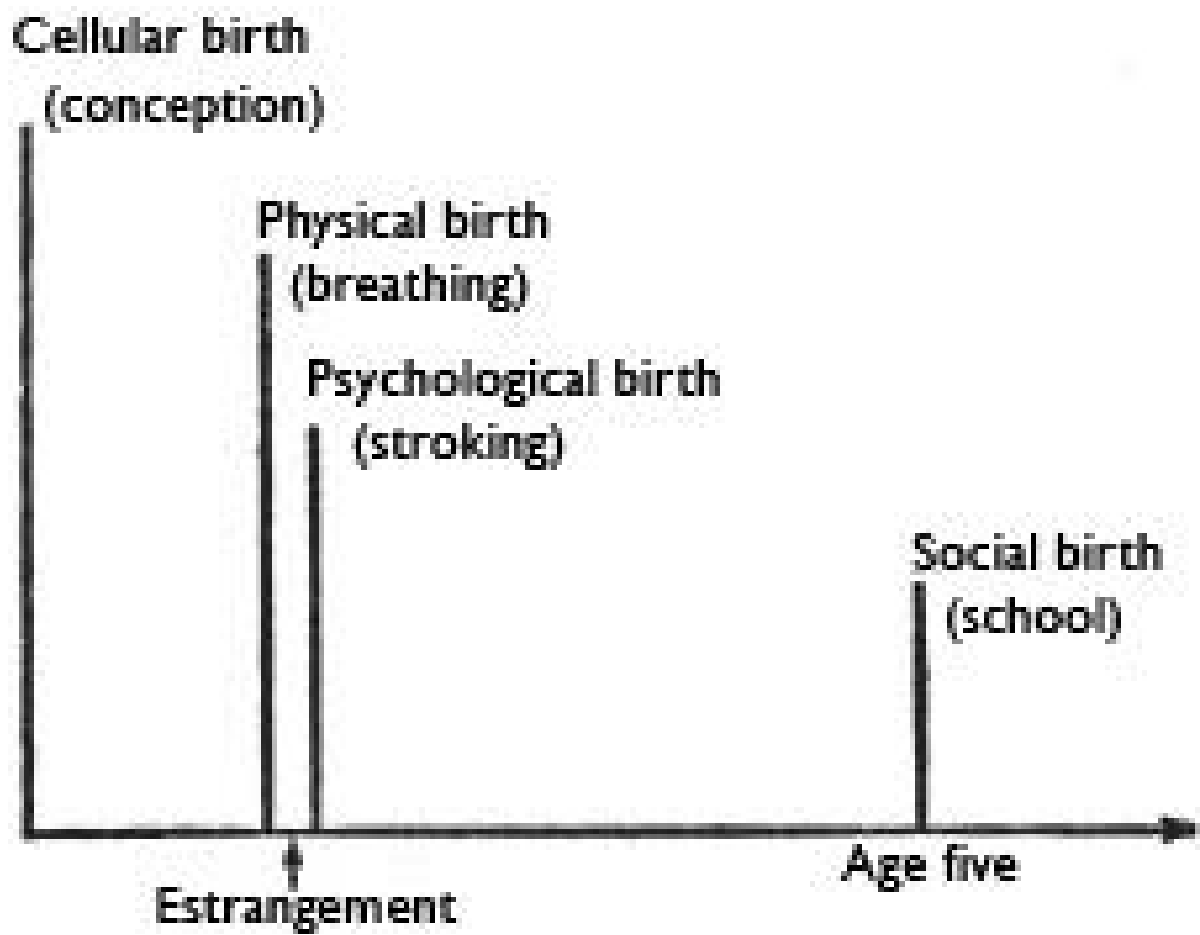 Cellular birth
(conception)
Physical birth
(breathing)
Psychological birth
(stroking)
Social birth
(school)
Age five
Estrangement